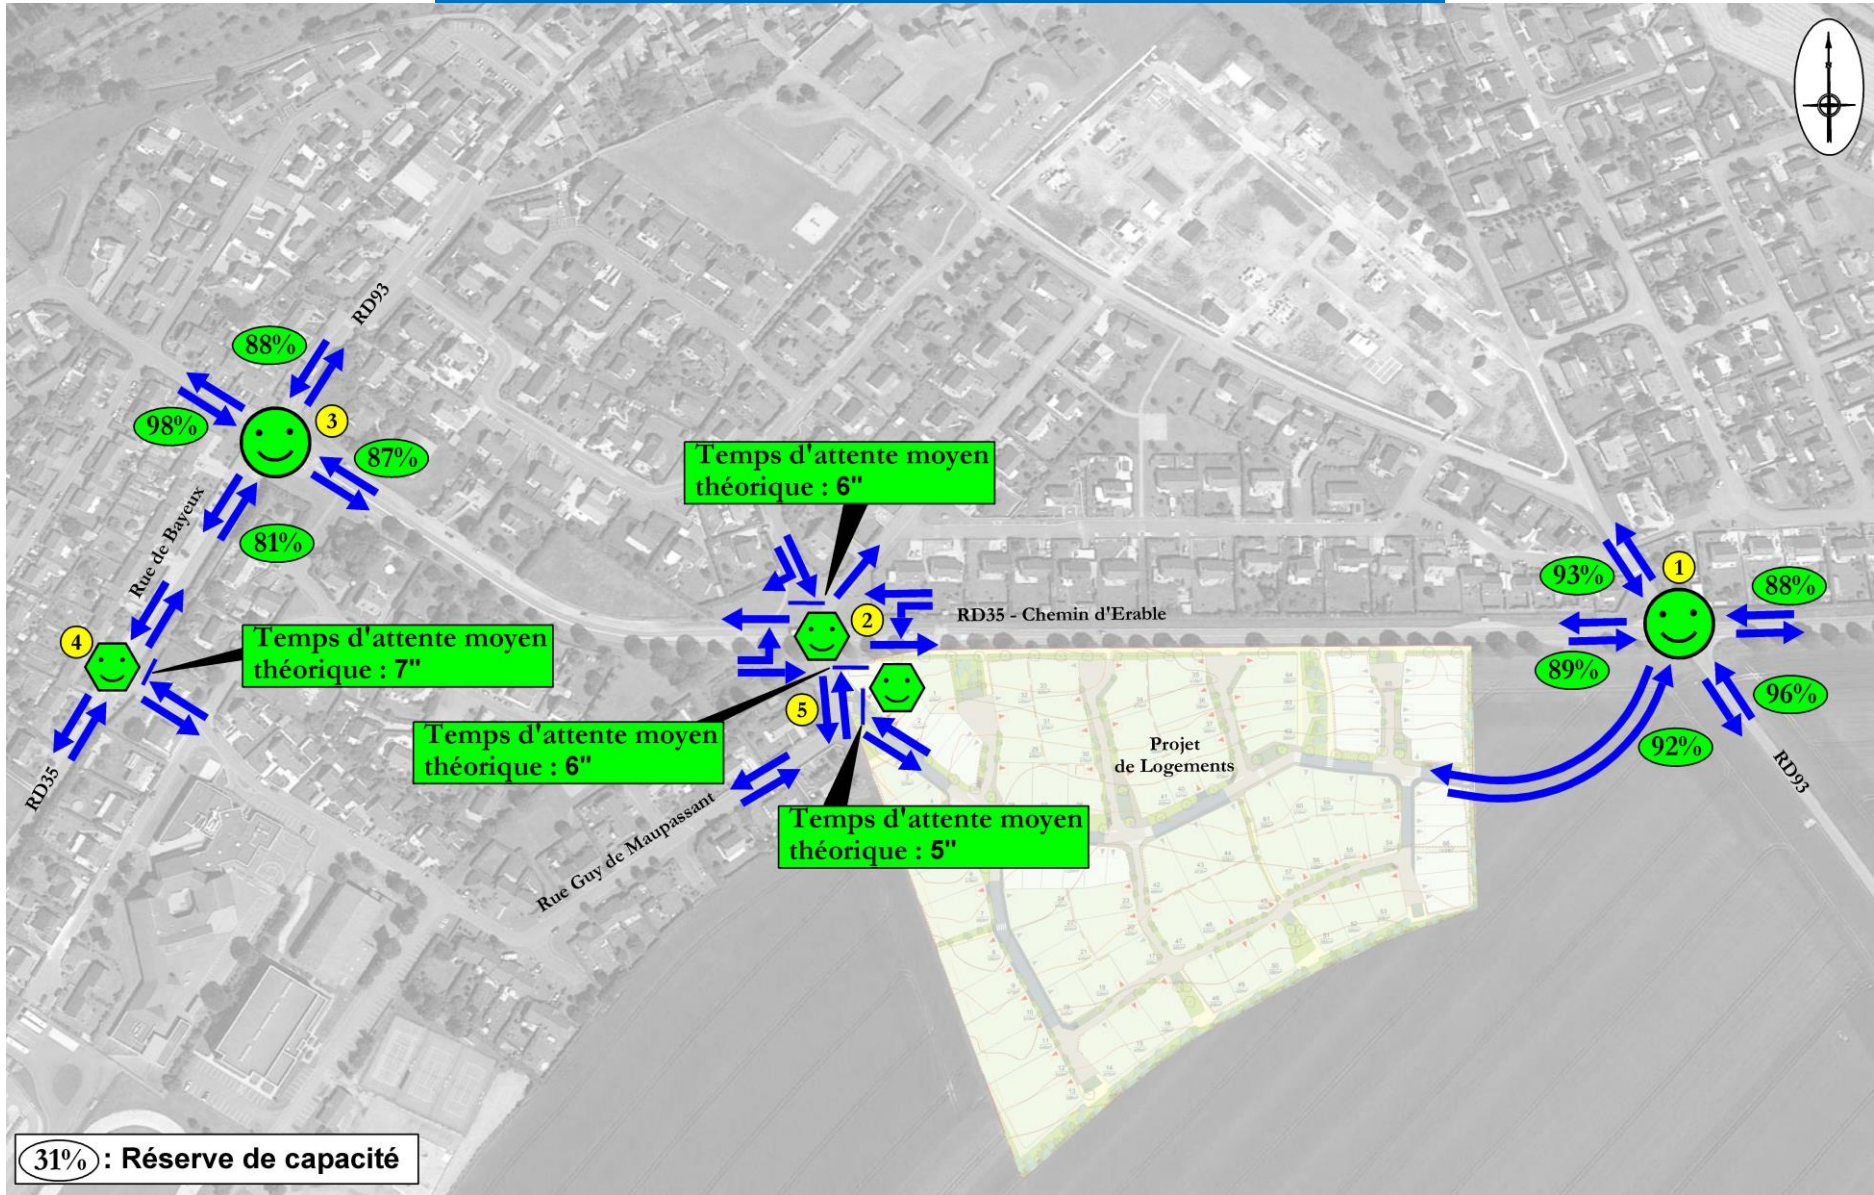 RD93
88%
98%
3
87%
81%
Rue de Bayeux
Temps d'attente moyen
théorique : 6"
93%
1
88%
89%
96%
92%
RD93
2
RD35 - Chemin d'Erable
4
Temps d'attente moyen
théorique : 7"
5
Temps d'attente moyen
théorique : 6"
Projet
de Logements
RD35
Temps d'attente moyen
théorique : 5"
Rue Guy de Maupassant
31% : Réserve de capacité